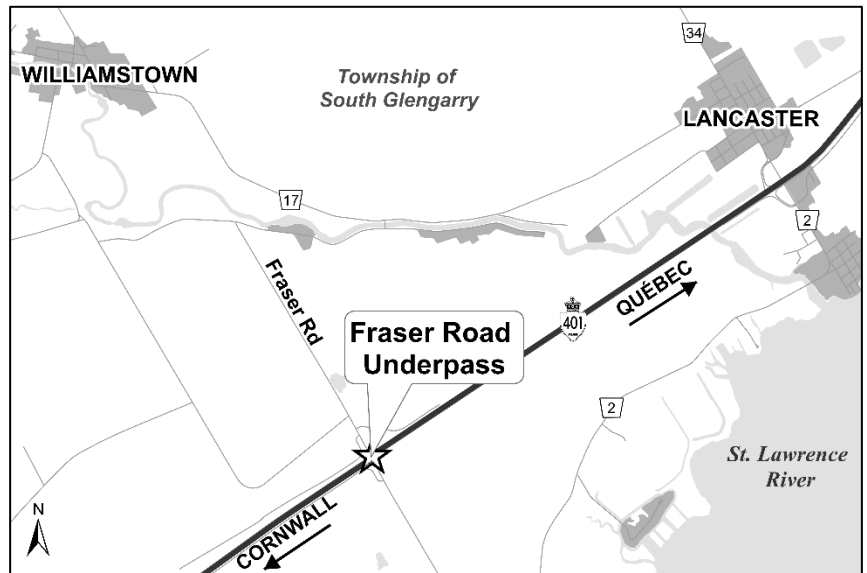 34
WILLIAMSTOWN
Township of
South Glengarry
LANCASTER
17
2
Fraser Rd
QUÉBEC
401
Fraser Road
Underpass
2
St. Lawrence
River
N
CORNWALL